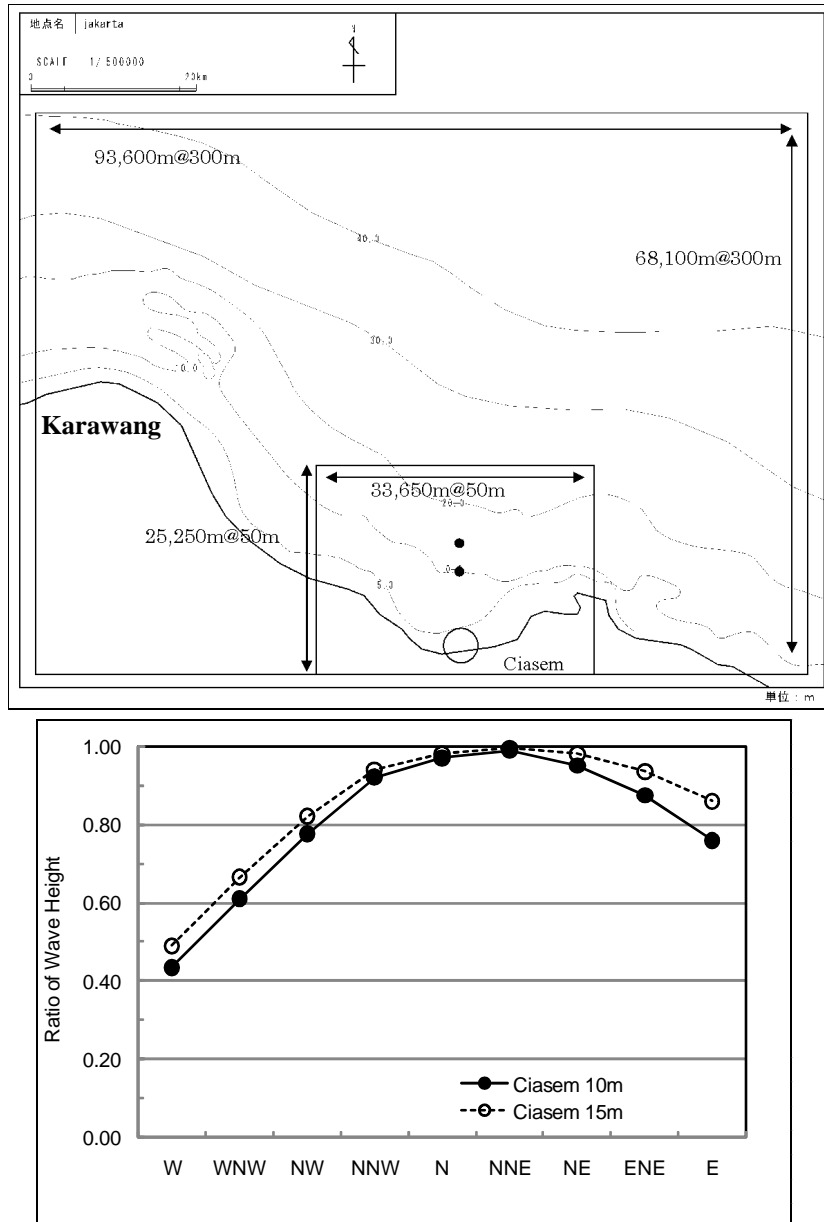 地点名 jakarta
N
SCALE 1/500000
0 20km
93,600m@300m
40.0
68,100m@300m
30.0
10.0
Karawang
33,650m@50m
20.0
25,250m@50m
5.0
Ciasem
単位：m
Ratio of Wave Height
1.00
0.80
0.60
0.40
0.20
0.00
Ciasem 10m
Ciasem 15m
W WNW NW NNW N NNE NE ENE E